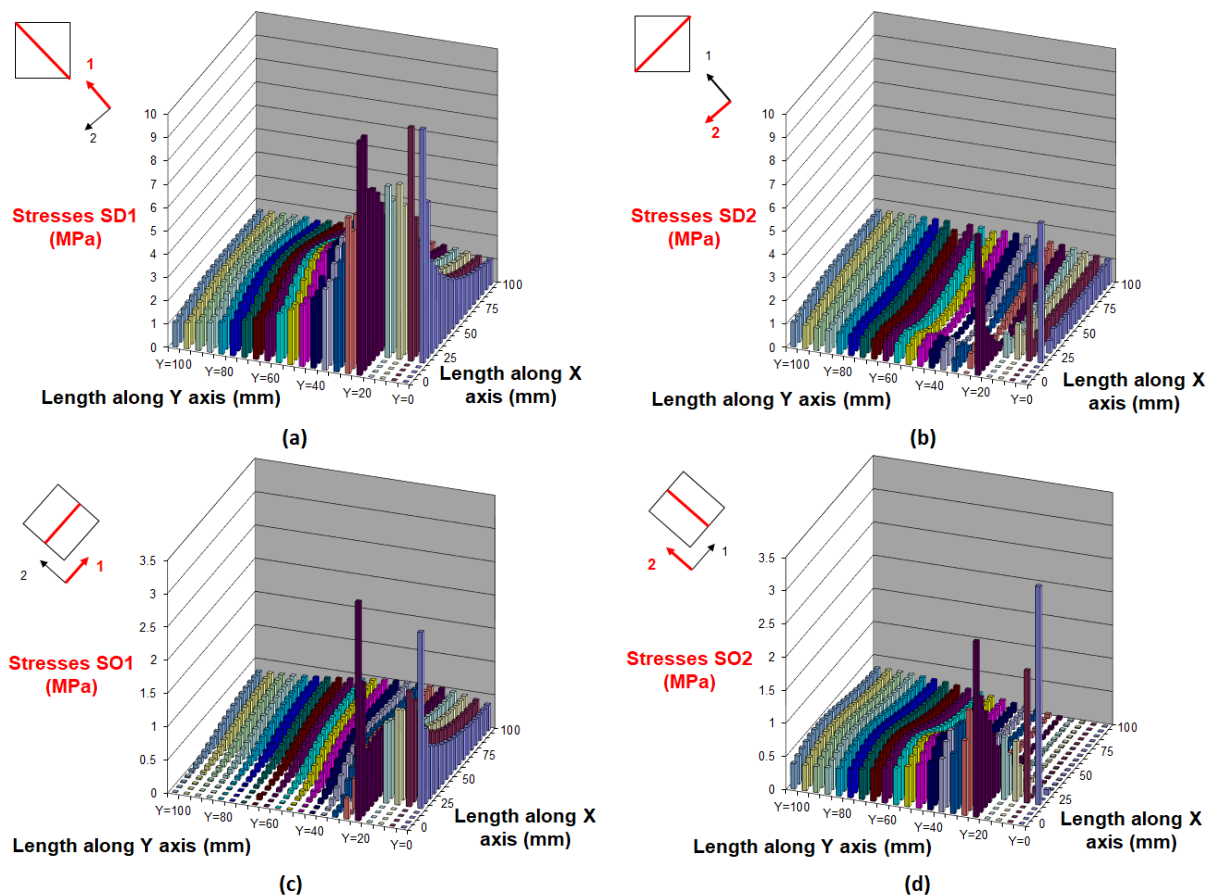 1
2
Stresses SD1
(MPa)
10
9
8
7
6
5
4
3
2
1
0
Y=100
Y=80
Y=60
Y=40
Y=20
Y=0
0
25
50
75
100
Length along Y axis (mm)
Length along X
axis (mm)
(a)
1
2
Stresses SD2
(MPa)
10
9
8
7
6
5
4
3
2
1
0
Y=100
Y=80
Y=60
Y=40
Y=20
Y=0
0
25
50
75
100
Length along Y axis (mm)
Length along X
axis (mm)
(b)
2
1
Stresses SO1
(MPa)
3.5
3
2.5
2
1.5
1
0.5
0
Y=100
Y=80
Y=60
Y=40
Y=20
Y=0
0
25
50
75
100
Length along Y axis (mm)
Length along X
axis (mm)
(c)
2
1
Stresses SO2
(MPa)
3.5
3
2.5
2
1.5
1
0.5
0
Y=100
Y=80
Y=60
Y=40
Y=20
Y=0
0
25
50
75
100
Length along Y axis (mm)
Length along X
axis (mm)
(d)